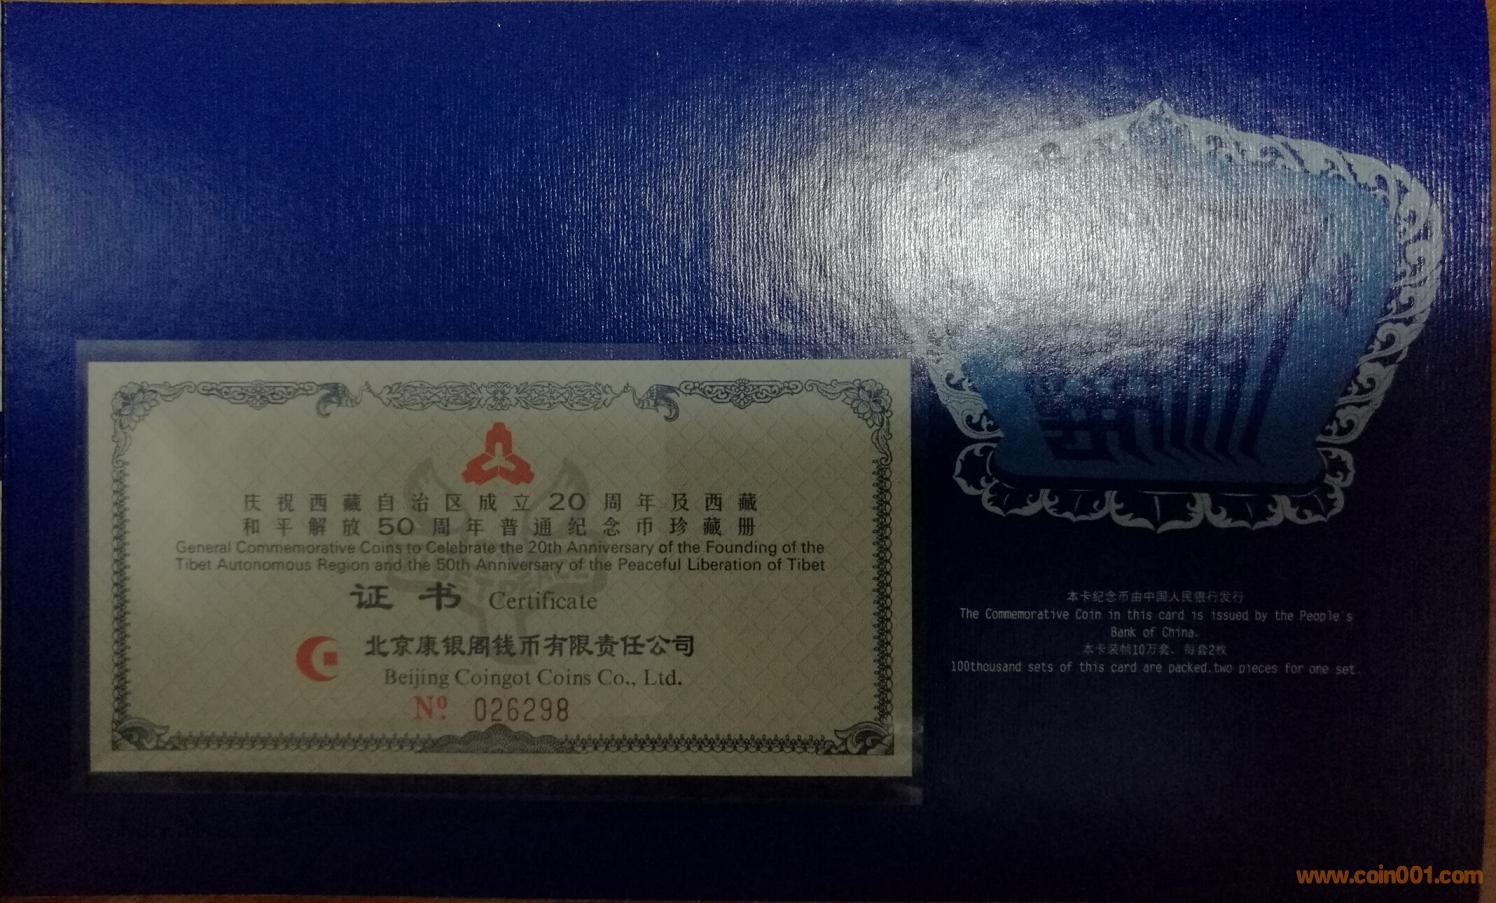 庆祝西藏自治区成立20周年及西藏
和平解放50周年普通纪念币珍藏册
General Commemorative Coins to Celebrate the 20th Anniversary of the Founding of the
Tibet Autonomous Region and the 50th Anniversary of the Peaceful Liberation of Tibet
证书 Certificate
北京康银阁钱币有限责任公司
Beijing Coingot Coins Co., Ltd.
Nº 026298
本卡纪念币由中国人民银行发行
The Commemorative Coin in this card is issued by the People's
Bank of China.
本卡装帧10万套、每套2枚
100thousand sets of this card are packed.two pieces for one set.
www.coin001.com